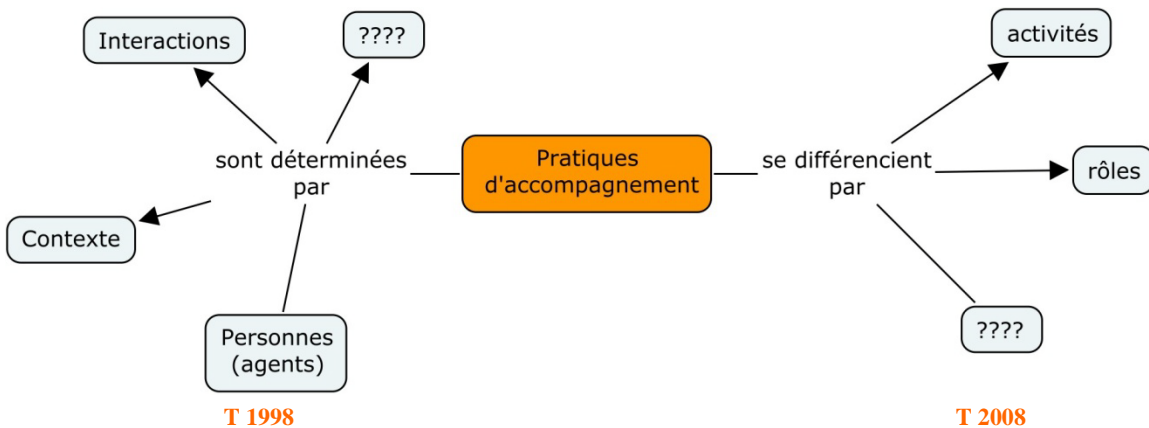 Interactions
????
activités
sont déterminées
par
Pratiques
d'accompagnement
se différencient
par
rôles
Contexte
Personnes
(agents)
????
T 1998
T 2008